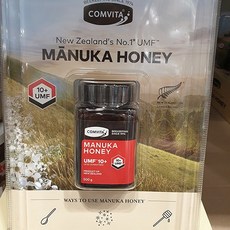 COMVITA
New Zealand's No.1 UMF™
MĀNUKA HONEY
10+
UMF
COMVITA
MANUKA
HONEY
UMF™ 10+
500 g
WAYS TO USE MANUKA HONEY